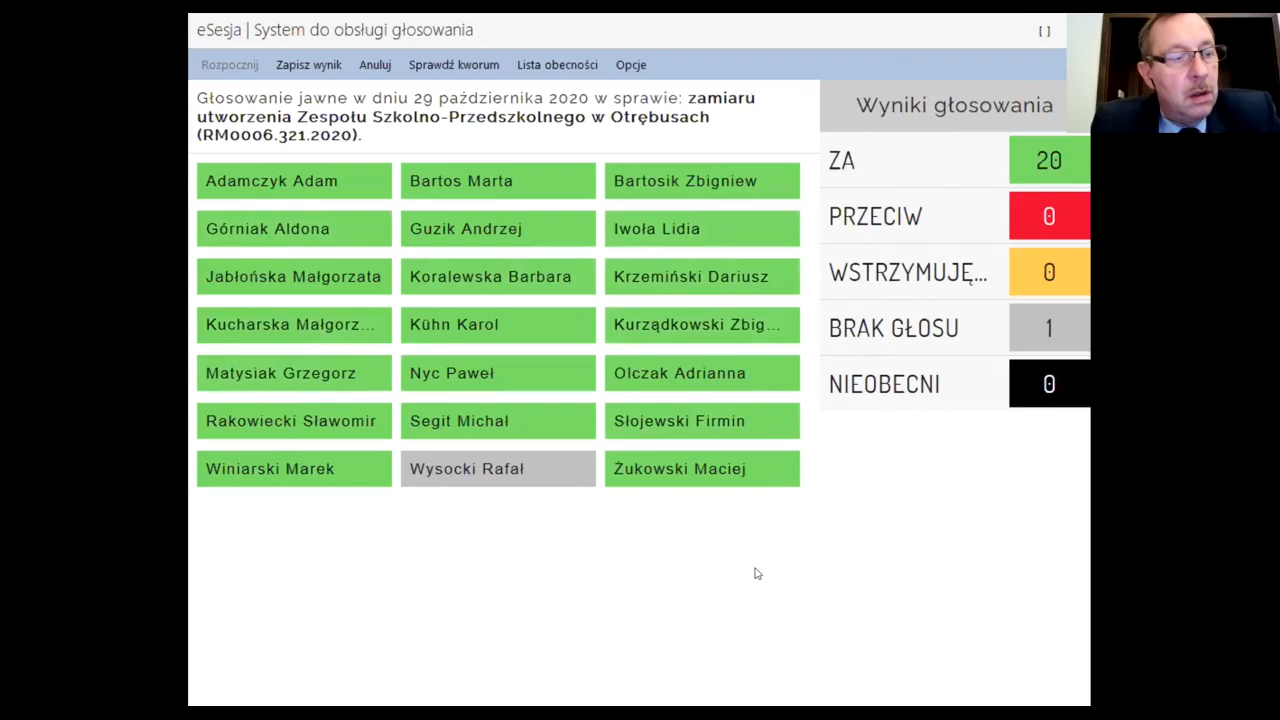 eSesja | System do obsługi głosowania
[ ]
Rozpocznij Zapisz wynik Anuluj Sprawdź kworum Lista obecności Opcje
Głosowanie jawne w dniu 29 października 2020 w sprawie: zamiaru
utworzenia Zespołu Szkolno-Przedszkolnego w Otrębusach
(RM0006.321.2020).
Adamczyk Adam Bartos Marta Bartosik Zbigniew
Górniak Aldona Guzik Andrzej Iwoła Lidia
Jabłońska Małgorzata Koralewska Barbara Krzemiński Dariusz
Kucharska Małgorz... Kühn Karol Kurządkowski Zbig...
Matysiak Grzegorz Nyc Paweł Olczak Adrianna
Rakowiecki Sławomir Segit Michał Słojewski Firmin
Winiarski Marek Wysocki Rafał Żukowski Maciej
Wyniki głosowania
ZA 20
PRZECIW 0
WSTRZYMUJĘ... 0
BRAK GŁOSU 1
NIEOBECNI 0